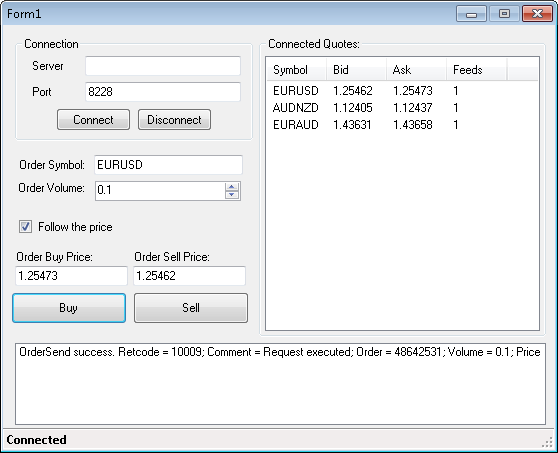 Form1
Connection
Server
Port 8228
Connect Disconnect
Order Symbol: EURUSD
Order Volume: 0.1
Follow the price
Order Buy Price: Order Sell Price:
1.25473 1.25462
Buy Sell
Connected Quotes:
Symbol Bid Ask Feeds
EURUSD 1.25462 1.25473 1
AUDNZD 1.12405 1.12437 1
EURAUD 1.43631 1.43658 1
OrderSend success. Retcode = 10009; Comment = Request executed; Order = 48642531; Volume = 0.1; Price
Connected